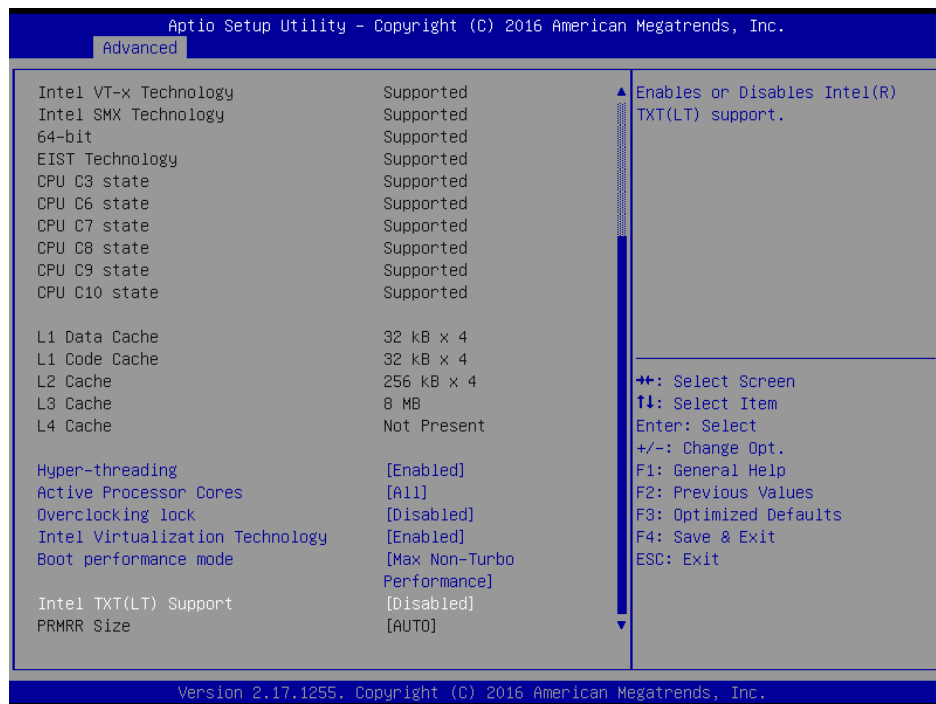 Aptio Setup Utility – Copyright (C) 2016 American Megatrends, Inc.
Advanced
Intel VT-x Technology Supported
Intel SMX Technology Supported
64-bit Supported
EIST Technology Supported
CPU C3 state Supported
CPU C6 state Supported
CPU C7 state Supported
CPU C8 state Supported
CPU C9 state Supported
CPU C10 state Supported
L1 Data Cache 32 kB x 4
L1 Code Cache 32 kB x 4
L2 Cache 256 kB x 4
L3 Cache 8 MB
L4 Cache Not Present
Hyper-threading [Enabled]
Active Processor Cores [All]
Overclocking lock [Disabled]
Intel Virtualization Technology [Enabled]
Boot performance mode [Max Non-Turbo
Performance]
Intel TXT(LT) Support [Disabled]
PRMRR Size [AUTO]
Enables or Disables Intel(R)
TXT(LT) support.
→←: Select Screen
↑↓: Select Item
Enter: Select
+/-: Change Opt.
F1: General Help
F2: Previous Values
F3: Optimized Defaults
F4: Save & Exit
ESC: Exit
Version 2.17.1255. Copyright (C) 2016 American Megatrends, Inc.